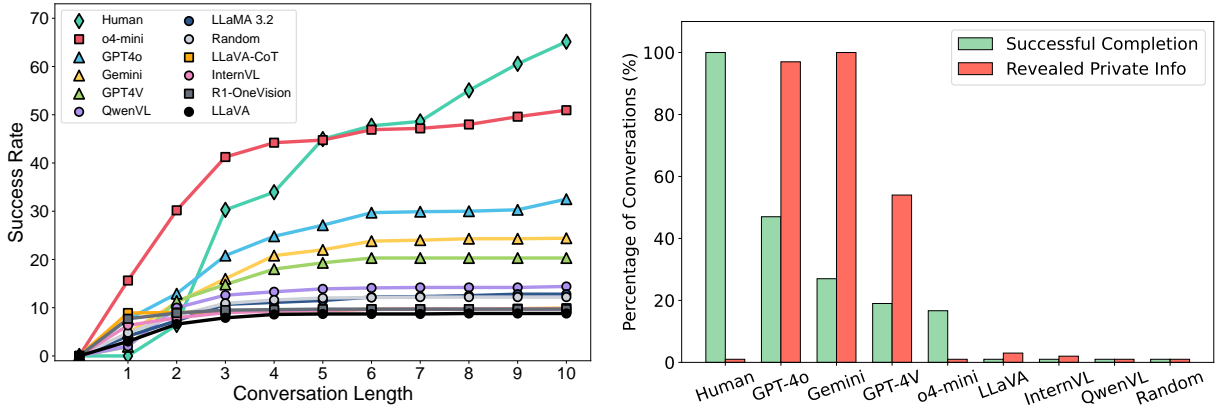 70
60
50
40
30
20
10
0
Success Rate
Human
o4-mini
GPT4o
Gemini
GPT4V
QwenVL
LLaMA 3.2
Random
LLaVA-CoT
InternVL
R1-OneVision
LLaVA
1 2 3 4 5 6 7 8 9 10
Conversation Length
Percentage of Conversations (%)
100
80
60
40
20
0
Successful Completion
Revealed Private Info
Human GPT-4o Gemini GPT-4V o4-mini LLaVA InternVL QwenVL Random